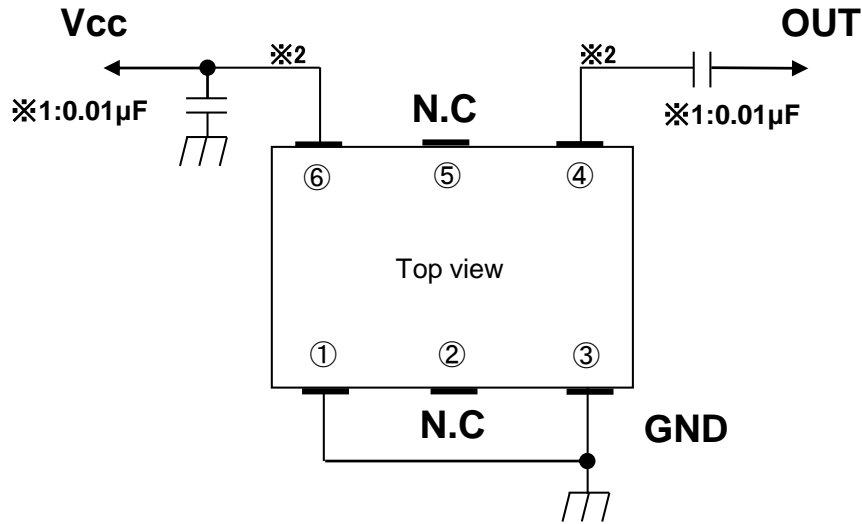 Vcc
OUT
※2
※2
※1:0.01μF
N.C
※1:0.01μF
⑥
⑤
④
Top view
①
②
③
N.C
GND